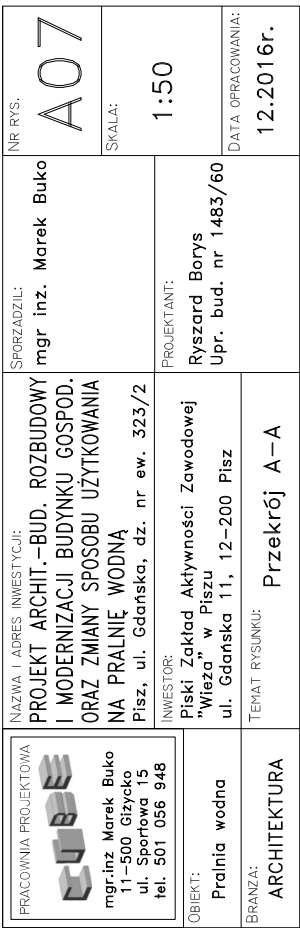 PRACOWNIA PROJEKTOWA
CUBE
mgr.inż Marek Buko
11-500 Giżycko
ul. Sportowa 15
tel. 501 056 948
OBIEKT:
Pralnia wodna
BRANŻA:
ARCHITEKTURA
NAZWA I ADRES INWESTYCJI:
PROJEKT ARCHIT.-BUD. ROZBUDOWY
I MODERNIZACJI BUDYNKU GOSPOD.
ORAZ ZMIANY SPOSOBU UŻYTKOWANIA
NA PRALNIĘ WODNĄ
Pisz, ul. Gdańska, dz. nr ew. 323/2
INWESTOR:
Piski Zakład Aktywności Zawodowej
"Wieża" w Piszu
ul. Gdańska 11, 12-200 Pisz
TEMAT RYSUNKU:
Przekrój A-A
SPORZĄDZIŁ:
mgr inż. Marek Buko
PROJEKTANT:
Ryszard Borys
Upr. bud. nr 1483/60
NR RYS.
A07
SKALA:
1:50
DATA OPRACOWANIA:
12.2016r.